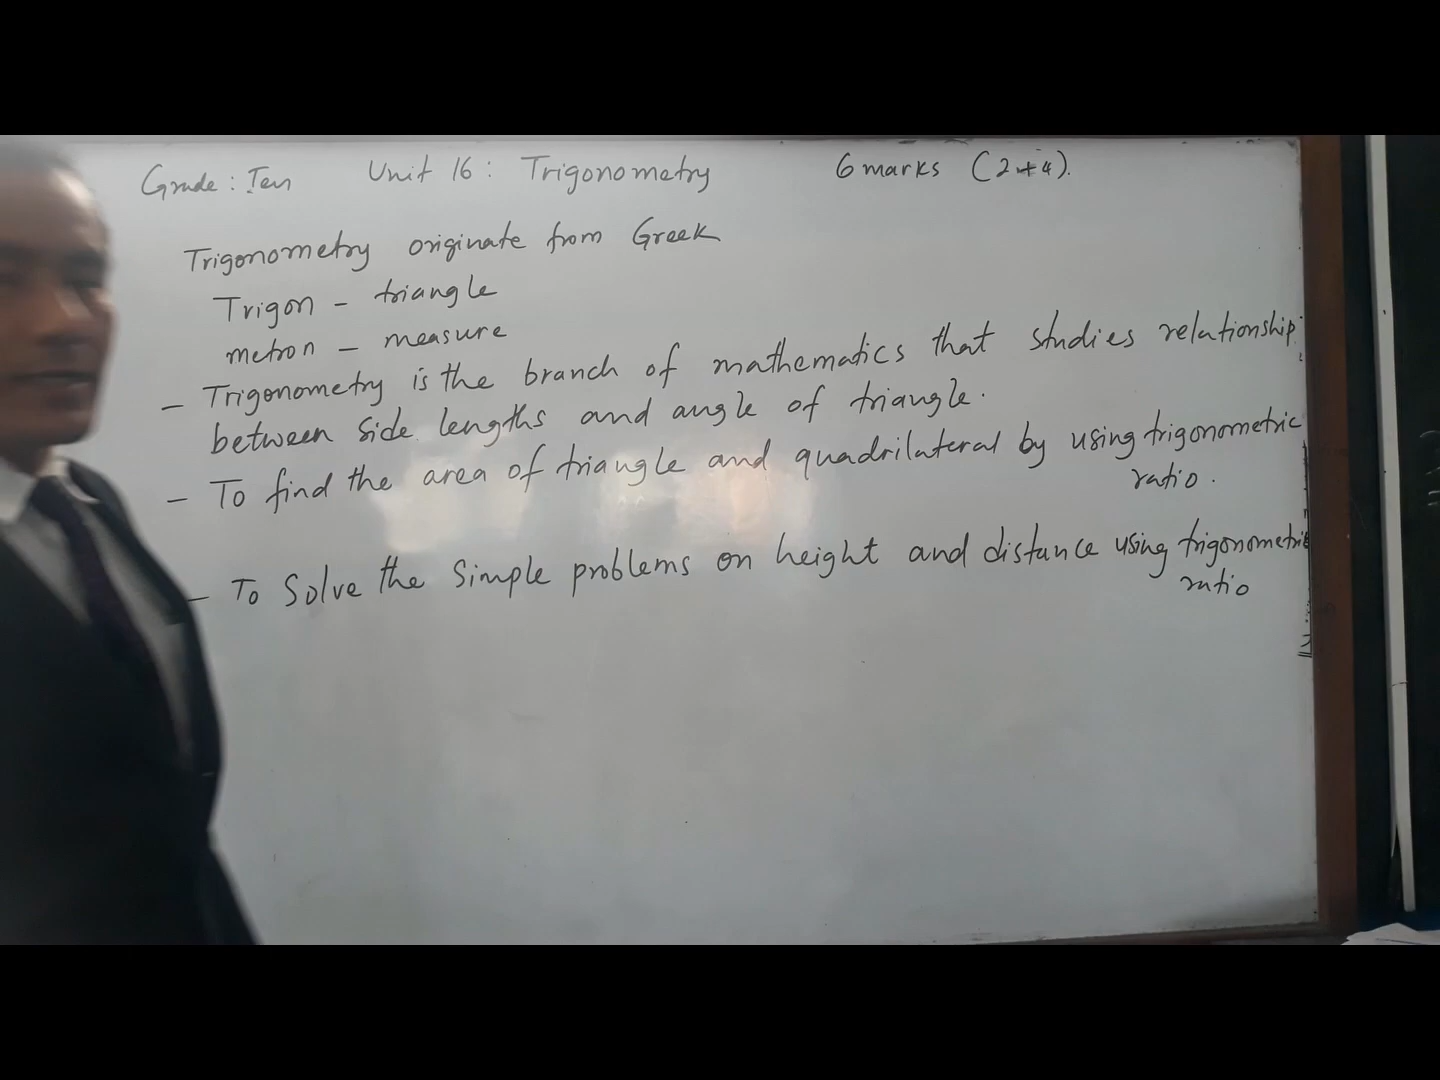 Grade : Ten Unit 16 : Trigonometry 6 marks (2+4).
Trigonometry originate from Greek
Trigon - triangle
metron - measure
- Trigonometry is the branch of mathematics that studies relationship
between side lengths and angle of triangle.
- To find the area of triangle and quadrilateral by using trigonometric
ratio.
- To Solve the Simple problems on height and distance using trigonometric
ratio